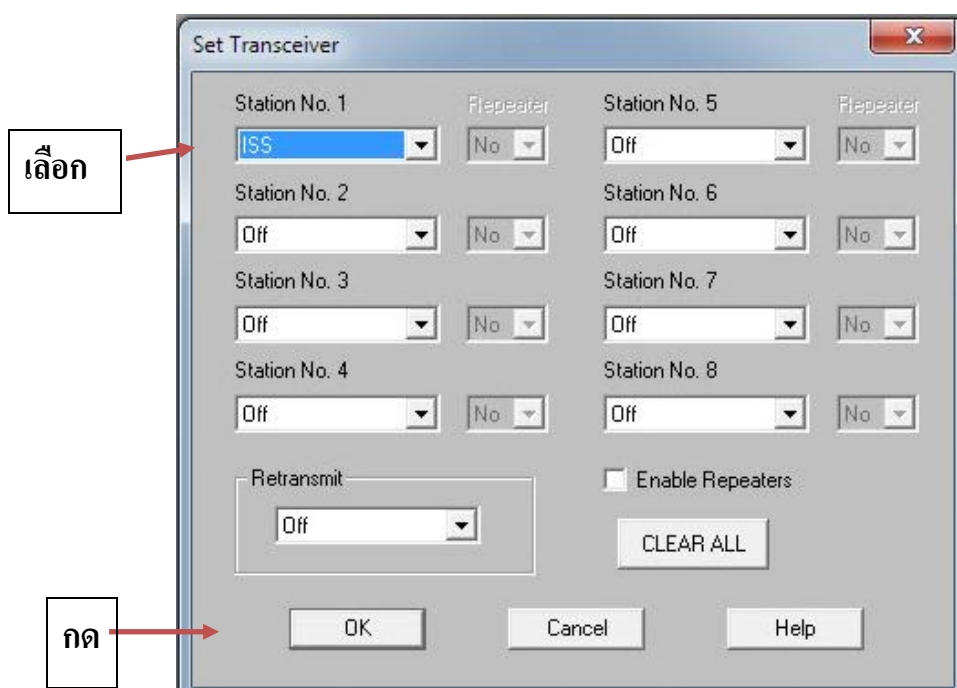 Set Transceiver
Station No. 1
Repeater
Station No. 5
Repeater
เลือก
ISS
No
Off
No
Station No. 2
Station No. 6
Off
No
Off
No
Station No. 3
Station No. 7
Off
No
Off
No
Station No. 4
Station No. 8
Off
No
Off
No
Retransmit
Enable Repeaters
Off
CLEAR ALL
กด
OK
Cancel
Help